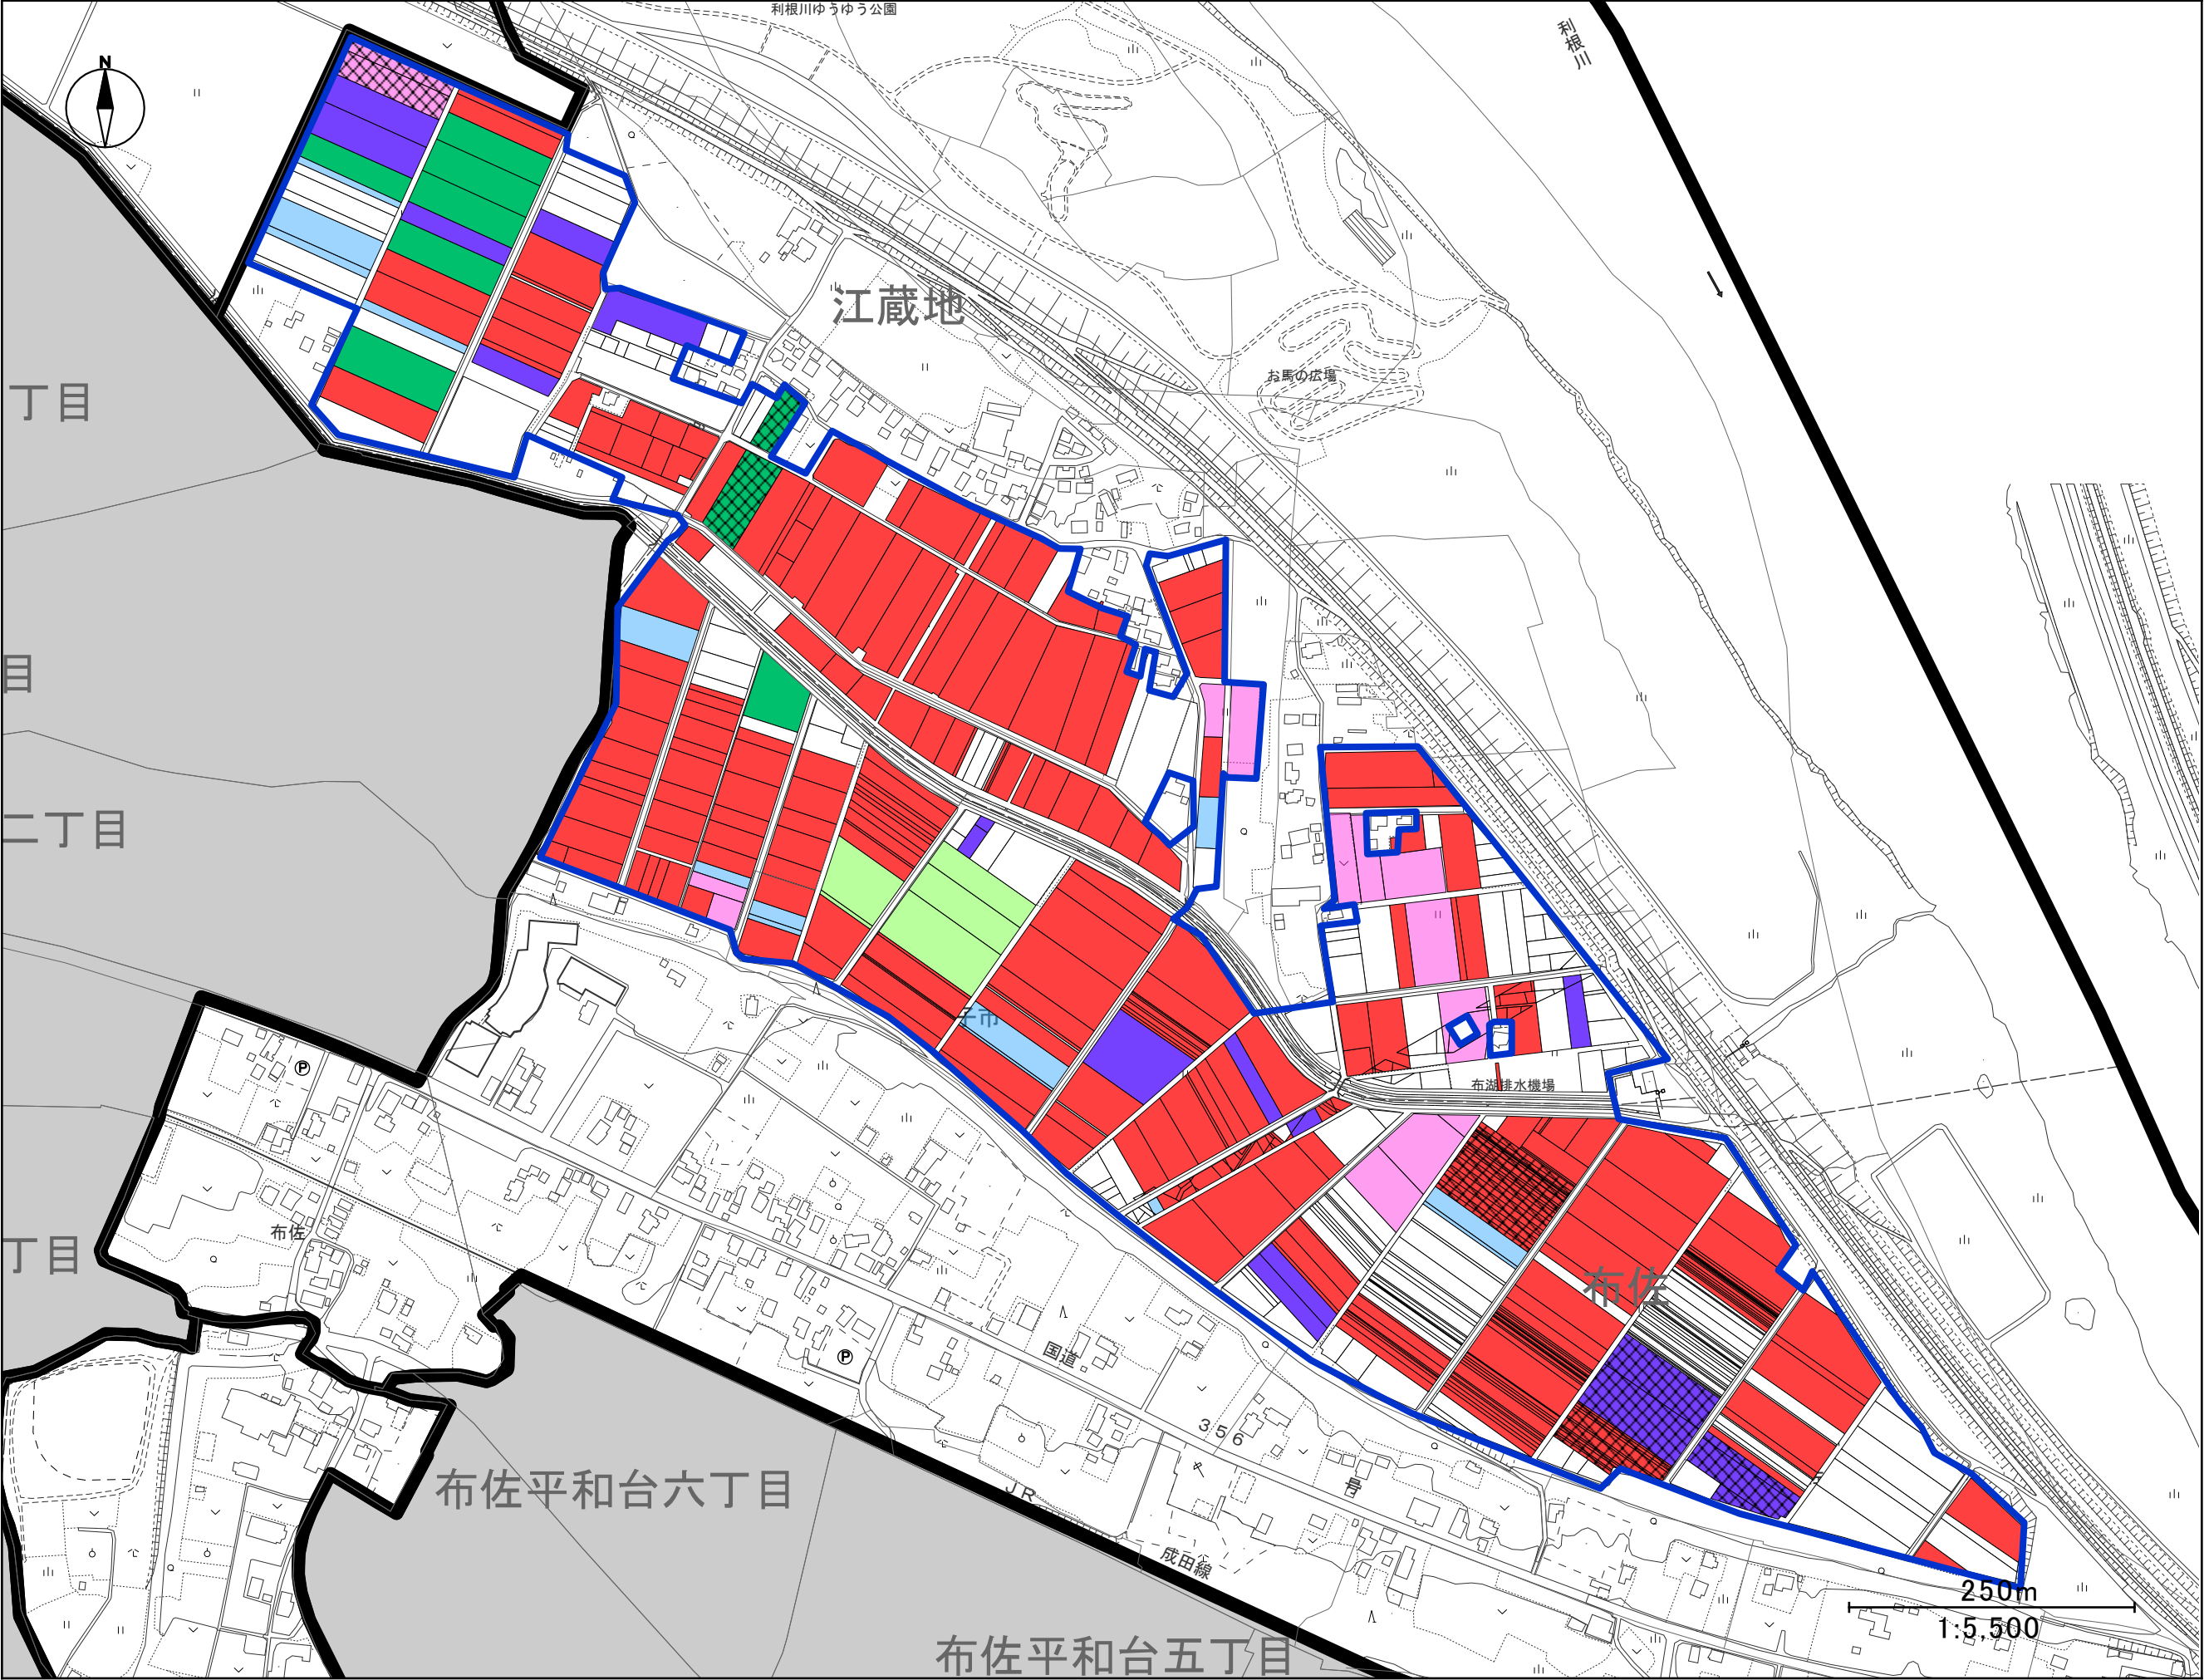 利根川ゆうゆう公園
利根川
N
江蔵地
お馬の広場
丁目
目
二丁目
子市
布湖排水機場
P
布佐
丁目
布佐
P
国道
356
号
布佐平和台六丁目
JR
成田線
250m
1:5,500
布佐平和台五丁目